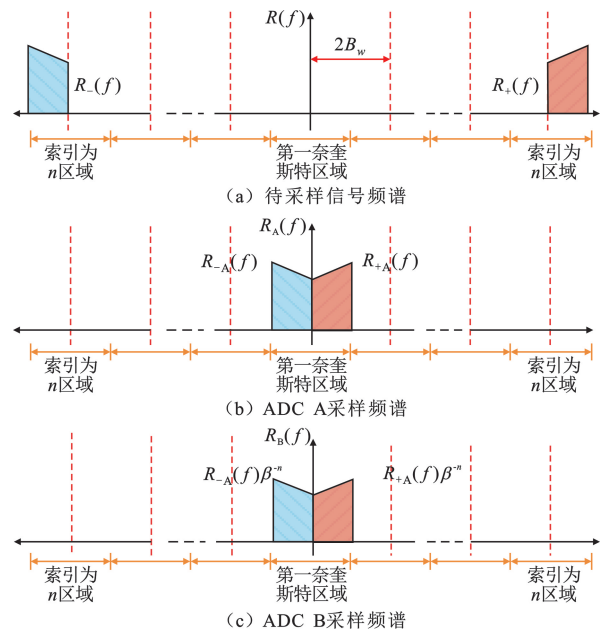 R(f)
2B_w
R_−(f)
R_+(f)
索引为 第一奈奎 索引为
n区域 斯特区域 n区域
（a）待采样信号频谱
R_A(f)
R_{−A}(f) R_{+A}(f)
索引为 第一奈奎 索引为
n区域 斯特区域 n区域
（b）ADC A采样频谱
R_B(f)
R_{−A}(f)β^{-n} R_{+A}(f)β^{-n}
索引为 第一奈奎 索引为
n区域 斯特区域 n区域
（c）ADC B采样频谱